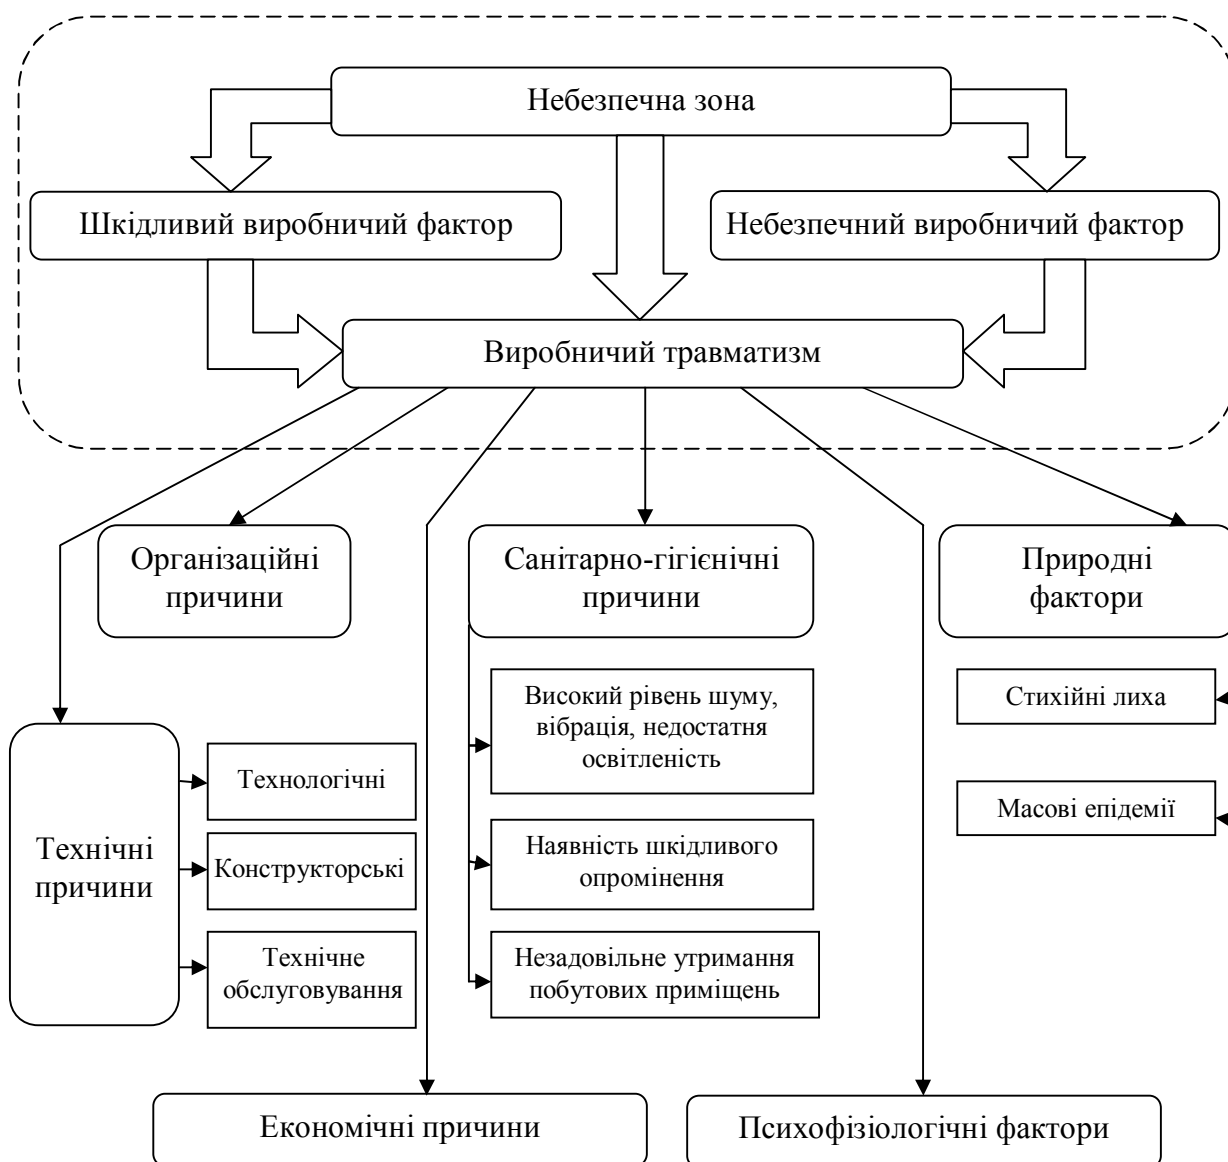 Небезпечна зона
Шкідливий виробничий фактор
Небезпечний виробничий фактор
Виробничий травматизм
Організаційні
причини
Санітарно-гігієнічні
причини
Природні
фактори
Високий рівень шуму,
вібрація, недостатня
освітленість
Стихійні лиха
Технічні
причини
Технологічні
Масові епідемії
Конструкторські
Наявність шкідливого
опромінення
Технічне
обслуговування
Незадовільне утримання
побутових приміщень
Економічні причини
Психофізіологічні фактори